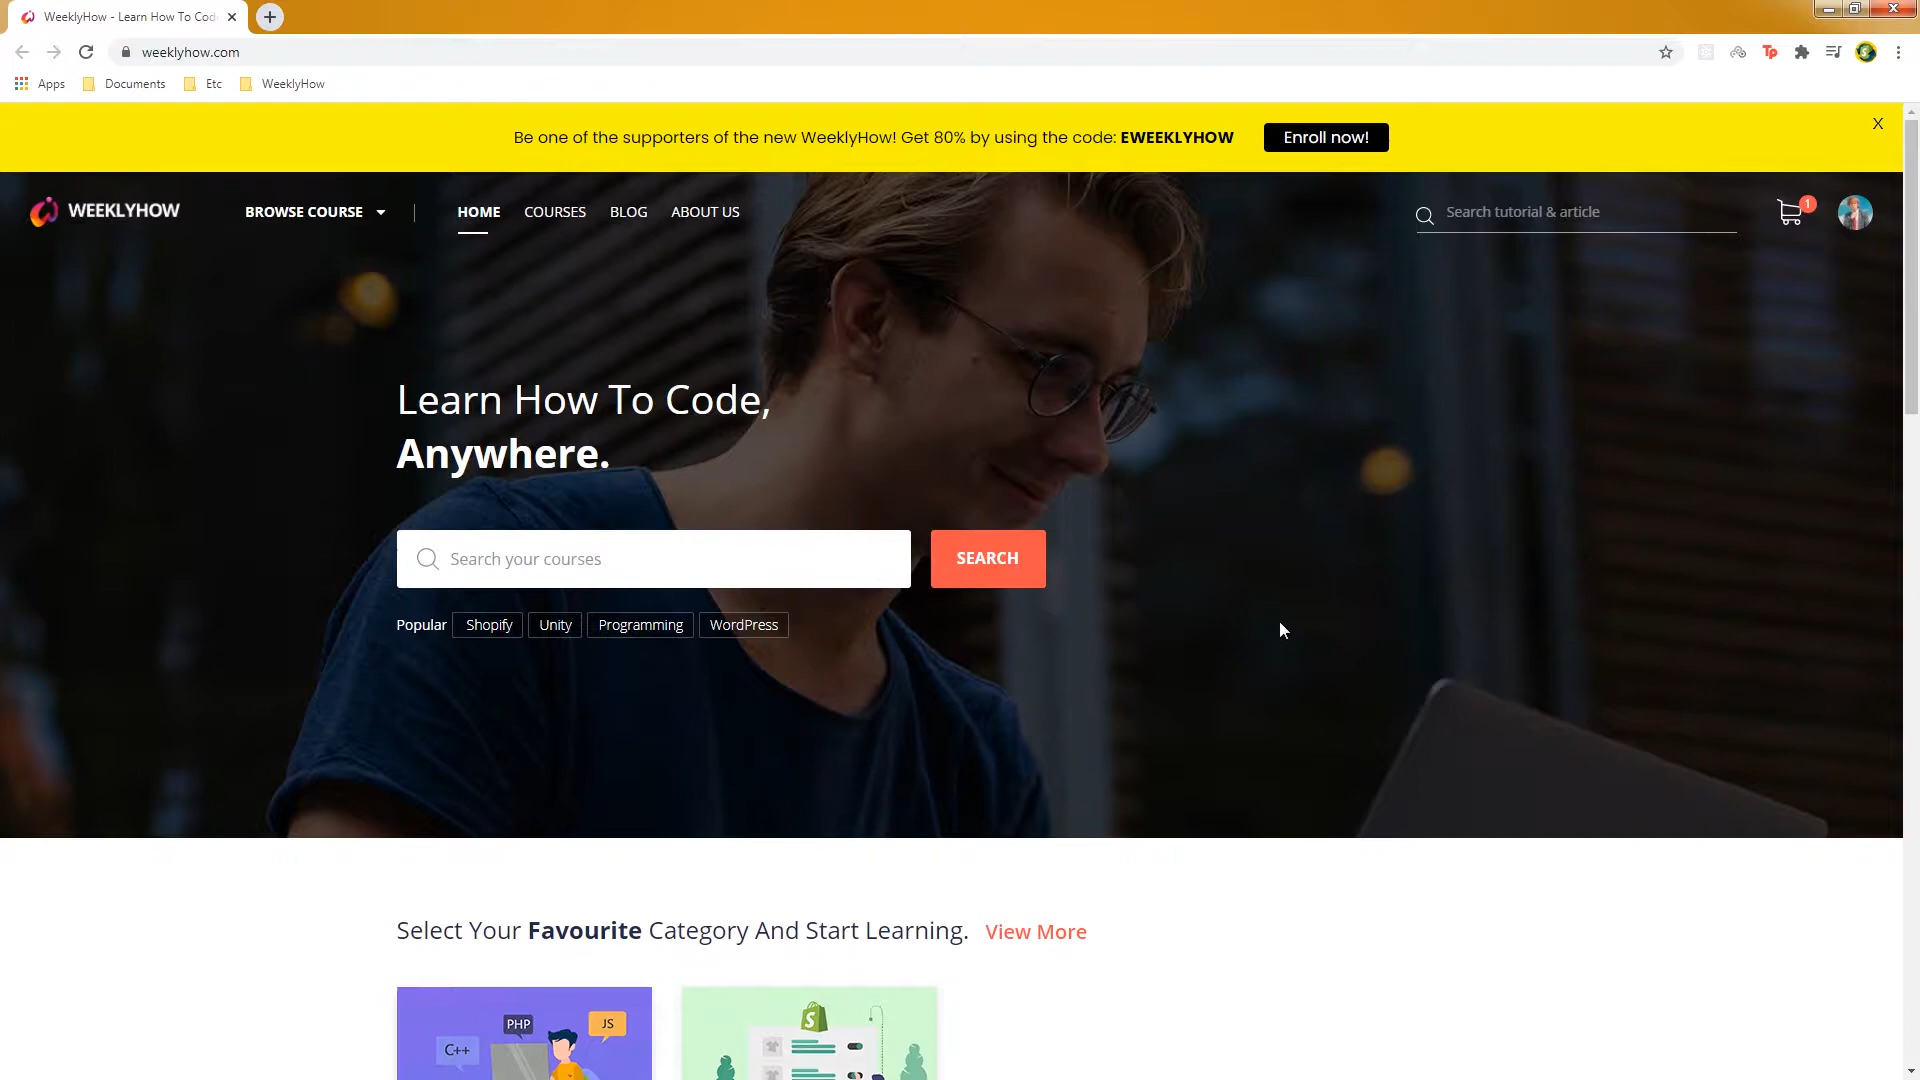 WeeklyHow - Learn How To Cod
weeklyhow.com
Tp
Apps Documents Etc WeeklyHow
Be one of the supporters of the new WeeklyHow! Get 80% by using the code: EWEEKLYHOW Enroll now! X
WEEKLYHOW BROWSE COURSE HOME COURSES BLOG ABOUT US Search tutorial & article 1
Learn How To Code,
Anywhere.
Search your courses SEARCH
Popular Shopify Unity Programming WordPress
Select Your Favourite Category And Start Learning. View More
PHP JS
C++
S